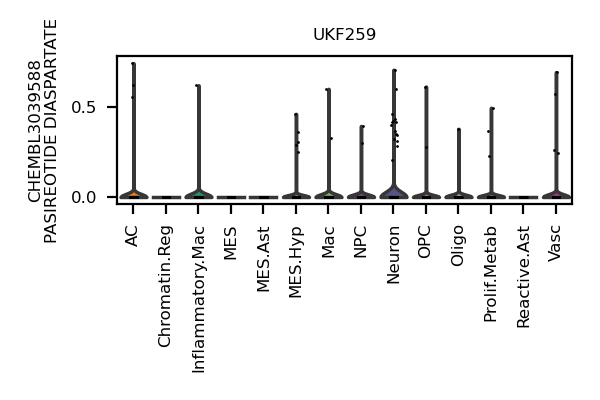 UKF259
CHEMBL3039588
PASIREOTIDE DIASPARTATE
0.5
0.0
AC
Chromatin.Reg
Inflammatory.Mac
MES
MES.Ast
MES.Hyp
Mac
NPC
Neuron
OPC
Oligo
Prolif.Metab
Reactive.Ast
Vasc